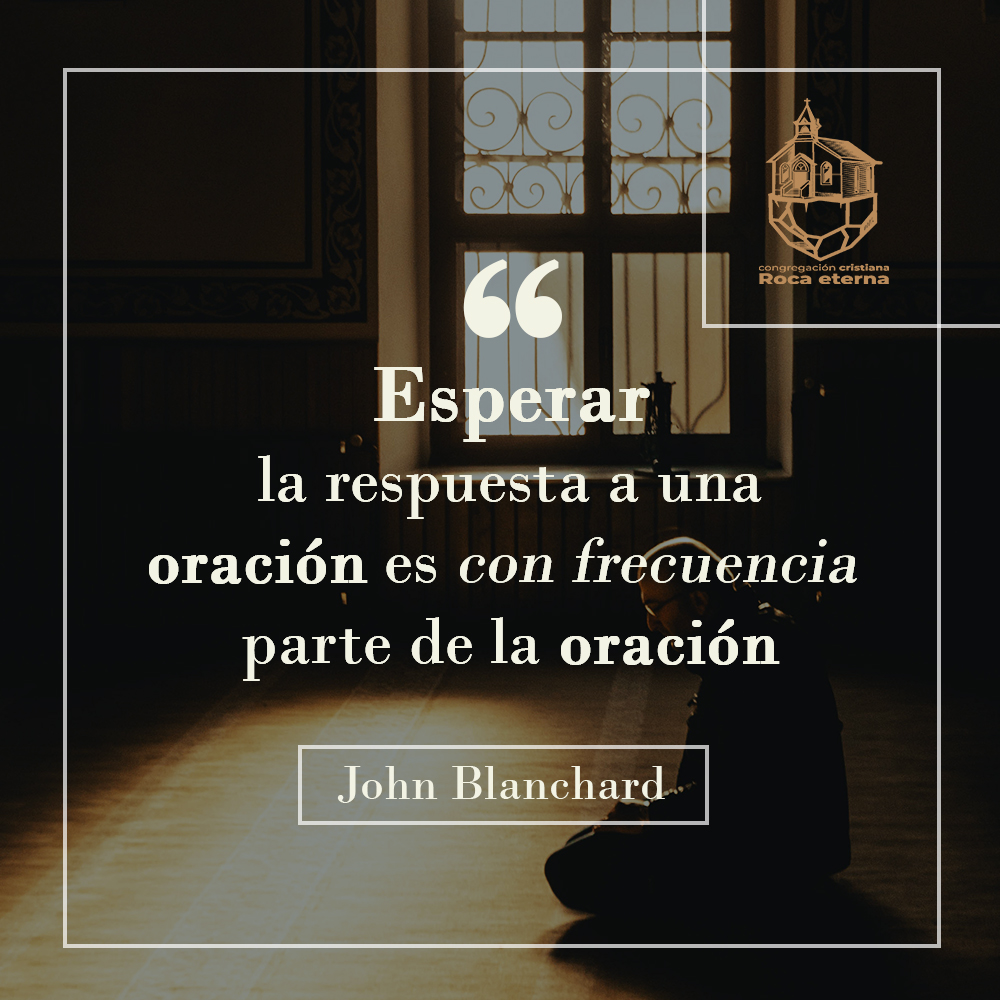 congregación cristiana
Roca eterna
“
Esperar
la respuesta a una
oración es con frecuencia
parte de la oración
John Blanchard